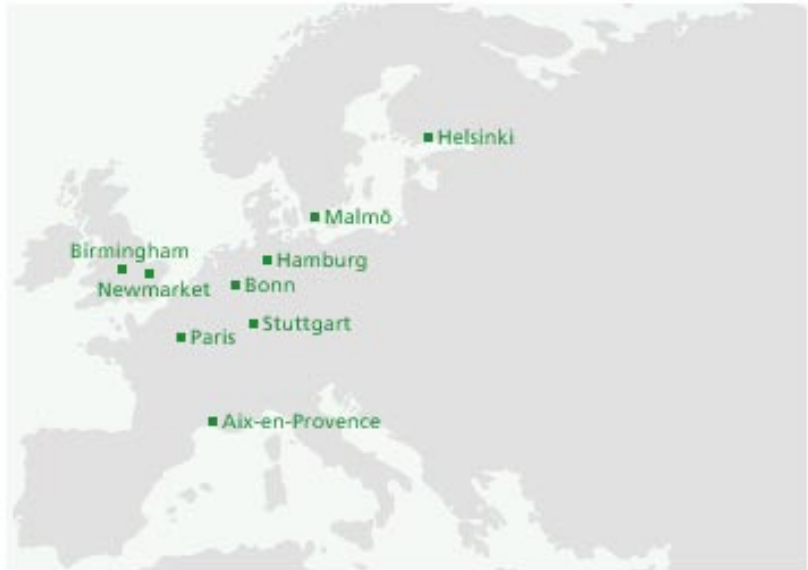 Helsinki
Malmö
Birmingham
Hamburg
Newmarket
Bonn
Stuttgart
Paris
Aix-en-Provence